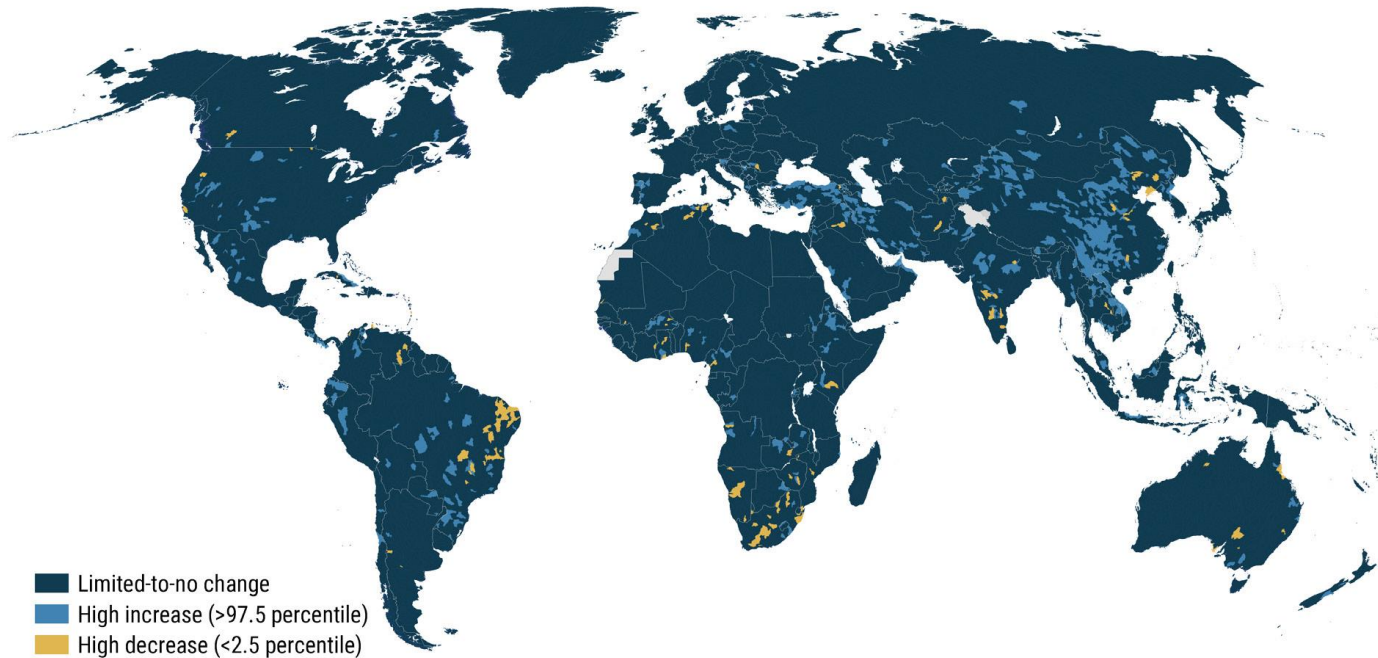 Limited-to-no change
High increase (>97.5 percentile)
High decrease (<2.5 percentile)